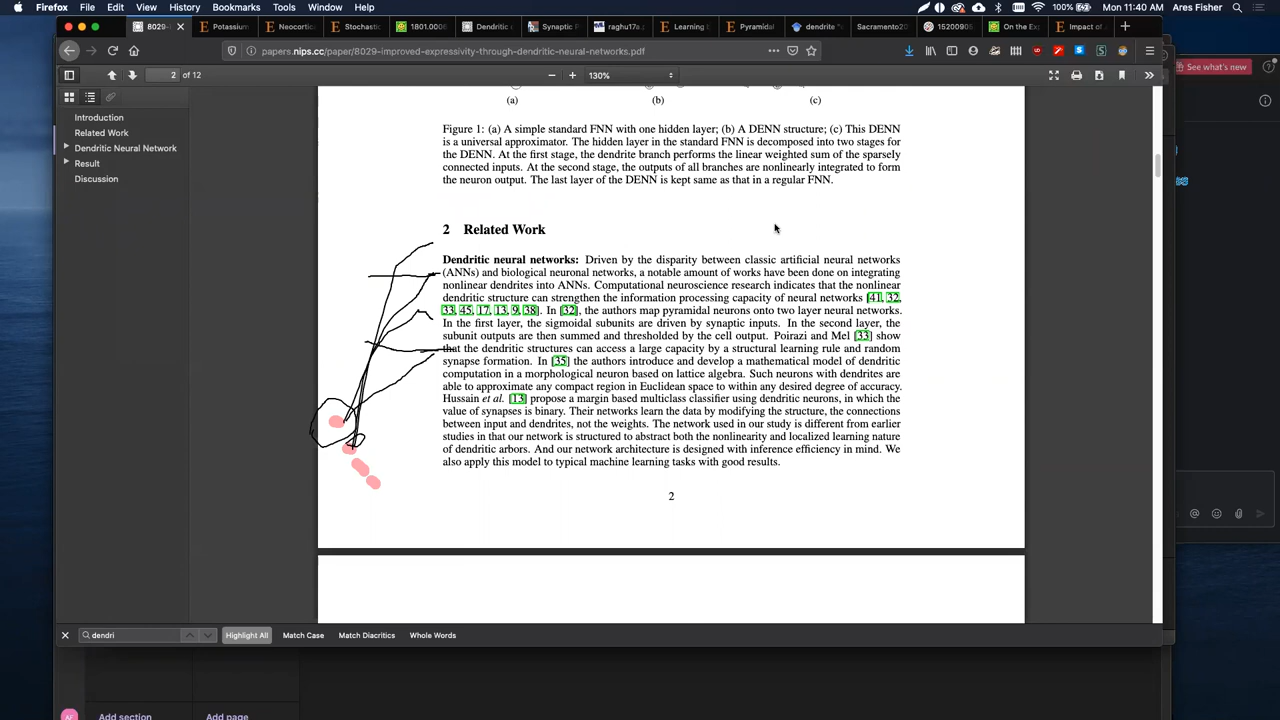 Firefox File Edit View History Bookmarks Tools Window Help 100% Mon 11:40 AM Ares Fisher
8029- Potassium Neocortic Stochastic 1801.0006 Dendritic Synaptic R raghu17a Learning Pyramidal dendrite Sacramento2 15200905 On the Ex Impact of
papers.nips.cc/paper/8029-improved-expressivity-through-dendritic-neural-networks.pdf
See what's new
2 of 12 130%
Introduction
Related Work
Dendritic Neural Network
Result
Discussion
(a) (b) (c)
Figure 1: (a) A simple standard FNN with one hidden layer; (b) A DENN structure; (c) This DENN
is a universal approximator. The hidden layer in the standard FNN is decomposed into two stages for
the DENN. At the first stage, the dendrite branch performs the linear weighted sum of the sparsely
connected inputs. At the second stage, the outputs of all branches are nonlinearly integrated to form
the neuron output. The last layer of the DENN is kept same as that in a regular FNN.
2 Related Work
Dendritic neural networks: Driven by the disparity between classic artificial neural networks
(ANNs) and biological neuronal networks, a notable amount of works have been done on integrating
nonlinear dendrites into ANNs. Computational neuroscience research indicates that the nonlinear
dendritic structure can strengthen the information processing capacity of neural networks [41, 32,
33, 45, 17, 13, 9, 38]. In [32], the authors map pyramidal neurons onto two layer neural networks.
In the first layer, the sigmoidal subunits are driven by synaptic inputs. In the second layer, the
subunit outputs are then summed and thresholded by the cell output. Poirazi and Mel [33] show
that the dendritic structures can access a large capacity by a structural learning rule and random
synapse formation. In [35] the authors introduce and develop a mathematical model of dendritic
computation in a morphological neuron based on lattice algebra. Such neurons with dendrites are
able to approximate any compact region in Euclidean space to within any desired degree of accuracy.
Hussain et al. [13] propose a margin based multiclass classifier using dendritic neurons, in which the
value of synapses is binary. Their networks learn the data by modifying the structure, the connections
between input and dendrites, not the weights. The network used in our study is different from earlier
studies in that our network is structured to abstract both the nonlinearity and localized learning nature
of dendritic arbors. And our network architecture is designed with inference efficiency in mind. We
also apply this model to typical machine learning tasks with good results.
2
dendri Highlight All Match Case Match Diacritics Whole Words
Add section Add page